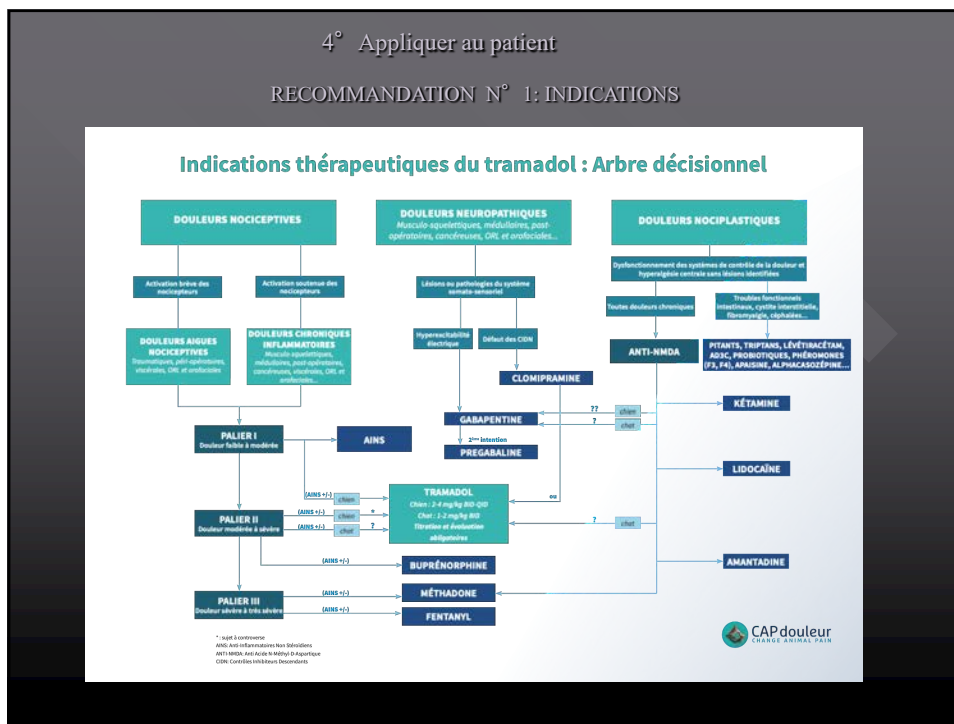 4° Appliquer au patient
RECOMMANDATION N° 1: INDICATIONS
Indications thérapeutiques du tramadol : Arbre décisionnel
DOULEURS NOCICEPTIVES
DOULEURS NEUROPATHIQUES
Musculo-squelettiques, médullaires, post-
opératoires, cancéreuses, ORL et orofaciales...
DOULEURS NOCIPLASTIQUES
Dysfonctionnement des systèmes de contrôle de la douleur et
hyperalgésie centrale sans lésions identifiées
Activation brève des
nocicepteurs
Activation soutenue des
nocicepteurs
Lésions ou pathologies du système
somato-sensoriel
Toutes douleurs chroniques
Troubles fonctionnels
intestinaux, cystite interstitielle,
fibromyalgie, céphalées...
DOULEURS AIGUES
NOCICEPTIVES
Traumatiques, péri-opératoires,
viscérales, ORL et orofaciales
DOULEURS CHRONIQUES
INFLAMMATOIRES
Musculo-squelettiques,
médullaires, post-opératoires,
cancéreuses, viscérales, ORL et
orofaciales...
Hyperexcitabilité
électrique
Défaut des CIDN
ANTI-NMDA
PITANTS, TRIPTANS, LÉVÉTIRACÉTAM,
AD3C, PROBIOTIQUES, PHÉROMONES
(F3, F4), APAISINE, ALPHACASOZÉPINE...
CLOMIPRAMINE
KÉTAMINE
GABAPENTINE
?? chien
? chat
2ème intention
PREGABALINE
PALIER I
Douleur faible à modérée
AINS
LIDOCAÏNE
(AINS +/-) chien
TRAMADOL
Chien : 2-4 mg/kg BID-QID
Chat : 1-2 mg/kg BID
Titration et évaluation
obligatoires
ou
PALIER II
Douleur modérée à sévère
(AINS +/-) chien *
(AINS +/-) chat ?
? chat
(AINS +/-)
BUPRÉNORPHINE
AMANTADINE
PALIER III
Douleur sévère à très sévère
(AINS +/-)
MÉTHADONE
(AINS +/-)
FENTANYL
* : sujet à controverse
AINS: Anti-Inflammatoires Non Stéroïdiens
ANTI-NMDA: Anti Acide N-Méthyl-D-Aspartique
CIDN: Contrôles Inhibiteurs Descendants
CAPdouleur
CHANGE ANIMAL PAIN